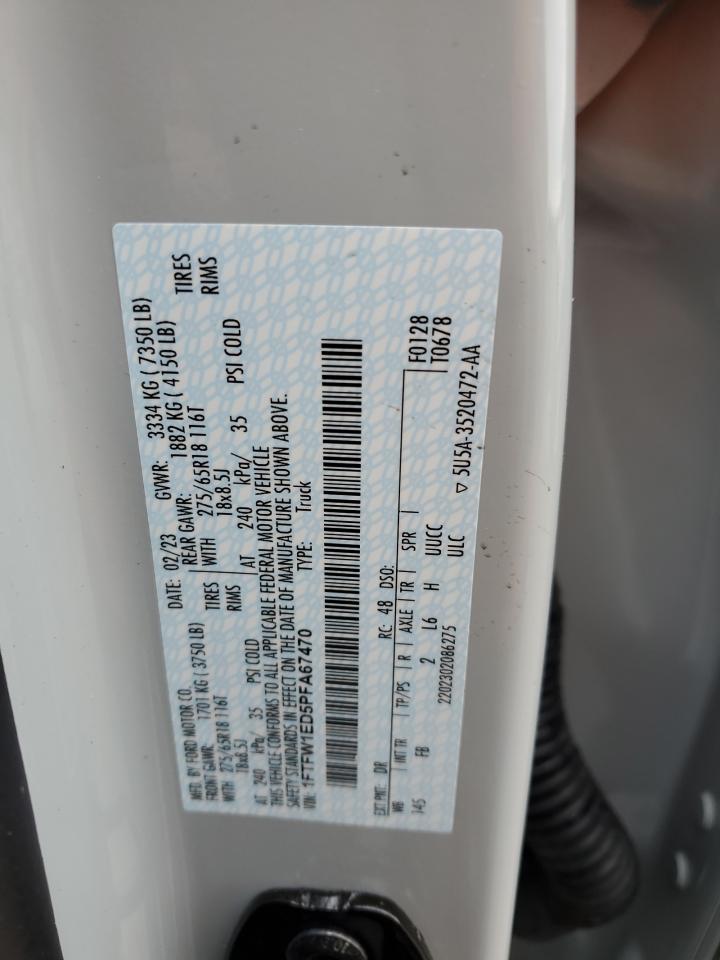 MFD. BY FORD MOTOR CO. DATE: 02/23 GVWR: 3334 KG ( 7350 LB)
FRONT GAWR: 1701 KG ( 3750 LB) REAR GAWR: 1882 KG ( 4150 LB)
WITH 275/65R18 116T TIRES WITH 275/65R18 116T TIRES
18x8.5J RIMS 18x8.5J RIMS
AT 240 kPa/ 35 PSI COLD AT 240 kPa/ 35 PSI COLD
THIS VEHICLE CONFORMS TO ALL APPLICABLE FEDERAL MOTOR VEHICLE
SAFETY STANDARDS IN EFFECT ON THE DATE OF MANUFACTURE SHOWN ABOVE.
VIN: 1FTFW1ED5PFA67470 TYPE: Truck
EXT PNT: DR RC: 48 DSO: F0128
WB INT TR TP/PS R AXLE TR SPR T0678
145 FB 2 L6 H UUCC
2202302086275 ULC ▽ 5U5A-3520472-AA